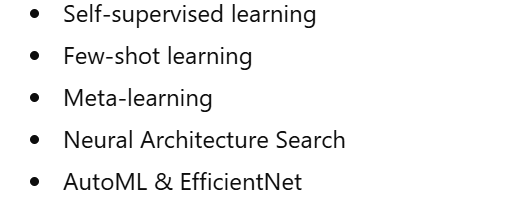 • Self-supervised learning
• Few-shot learning
• Meta-learning
• Neural Architecture Search
• AutoML & EfficientNet